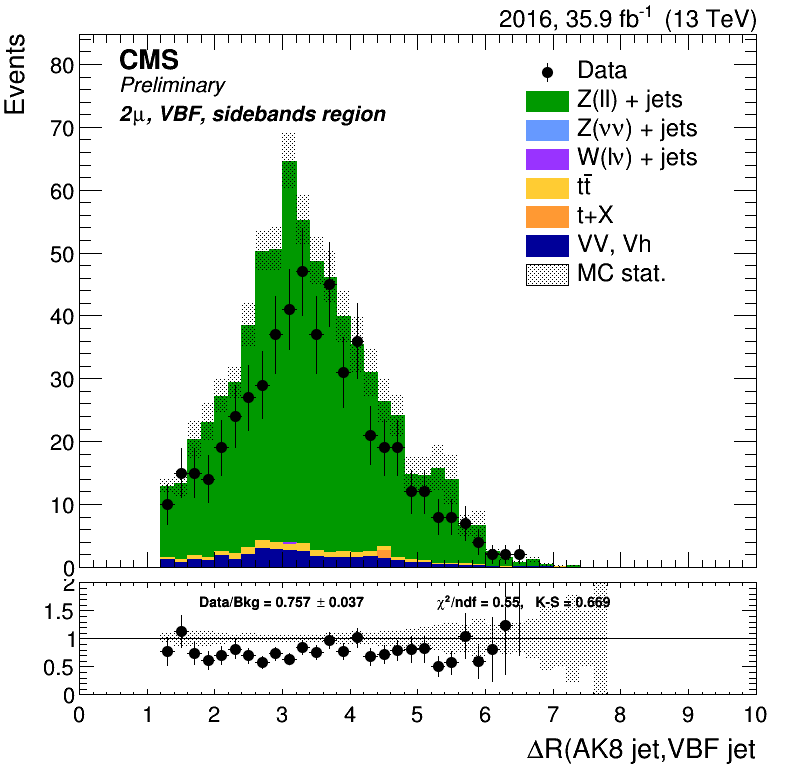 2016, 35.9 fb⁻¹ (13 TeV)
Events
CMS
Preliminary
2μ, VBF, sidebands region
Data
Z(ll) + jets
Z(νν) + jets
W(lν) + jets
tt̄
t+X
VV, Vh
MC stat.
80
70
60
50
40
30
20
10
0
Data/Bkg = 0.757 ± 0.037 χ²/ndf = 0.55, K-S = 0.669
2
1.5
1
0.5
0
0 1 2 3 4 5 6 7 8 9 10
ΔR(AK8 jet,VBF jet